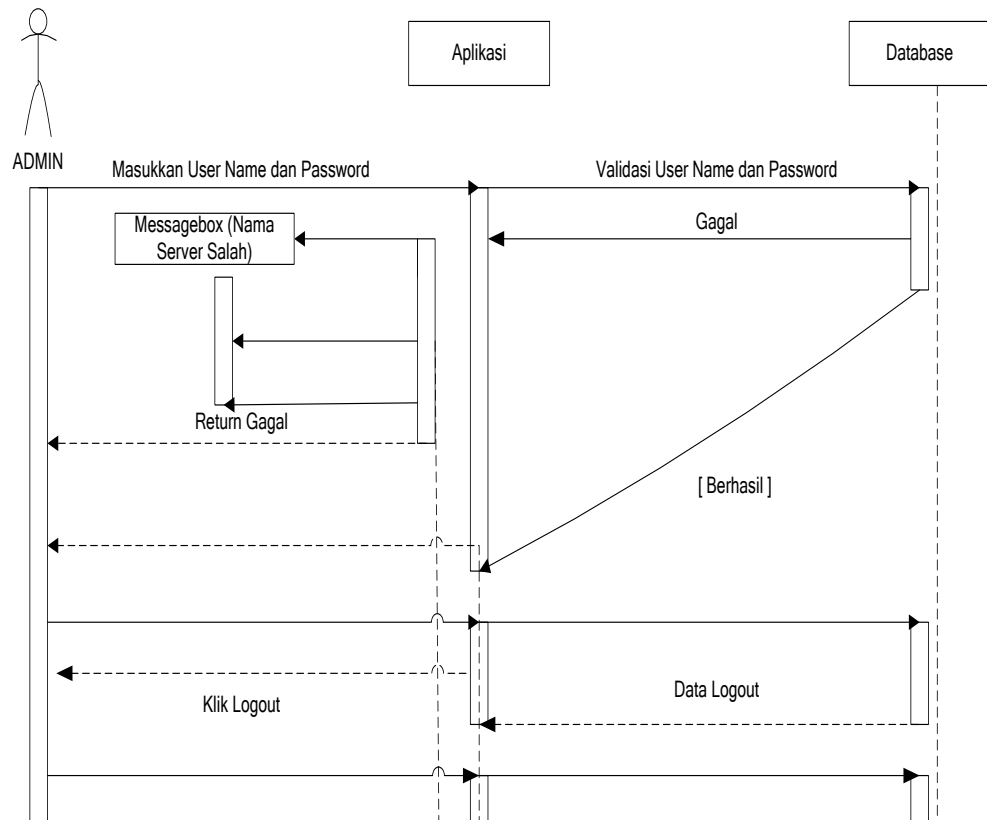 Aplikasi
Database
ADMIN
Masukkan User Name dan Password
Validasi User Name dan Password
Messagebox (Nama
Server Salah)
Gagal
Return Gagal
[ Berhasil ]
Klik Logout
Data Logout